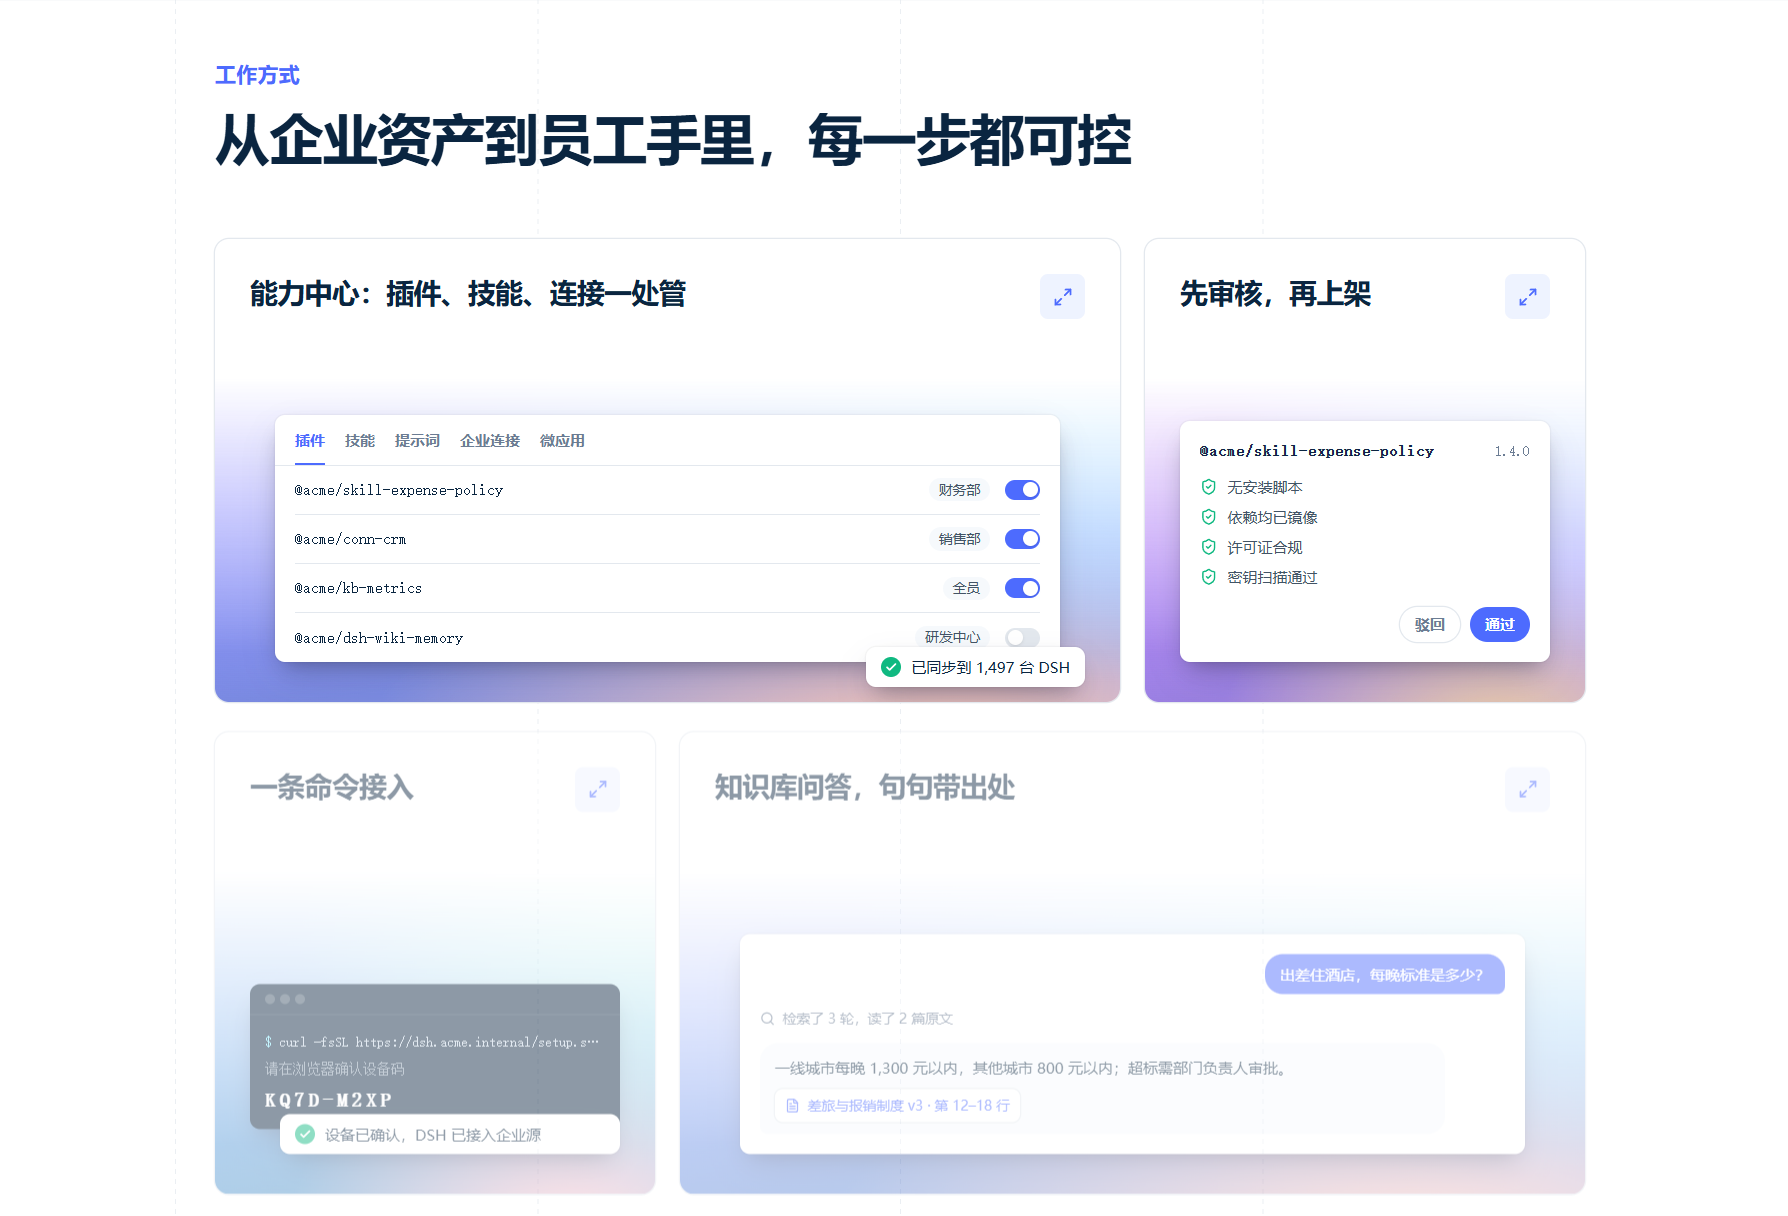 工作方式
从企业资产到员工手里，每一步都可控
能力中心：插件、技能、连接一处管
插件 技能 提示词 企业连接 微应用
@acme/skill-expense-policy 财务部
@acme/conn-crm 销售部
@acme/kb-metrics 全员
@acme/dsh-wiki-memory 研发中心
已同步到 1,497 台 DSH
先审核，再上架
@acme/skill-expense-policy 1.4.0
无安装脚本
依赖均已镜像
许可证合规
密钥扫描通过
驳回 通过
一条命令接入
$ curl -fsSL https://dsh.acme.internal/setup.s…
请在浏览器确认设备码
KQ7D-M2XP
设备已确认，DSH 已接入企业源
知识库问答，句句带出处
出差住酒店，每晚标准是多少？
检索了 3 轮，读了 2 篇原文
一线城市每晚 1,300 元以内，其他城市 800 元以内；超标需部门负责人审批。
差旅与报销制度 v3 · 第 12–18 行